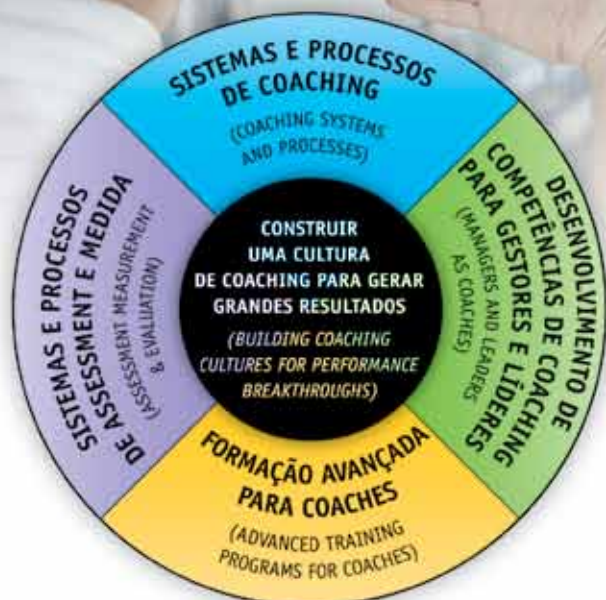 SISTEMAS E PROCESSOS
DE COACHING
(COACHING SYSTEMS
AND PROCESSES)
DESENVOLVIMENTO DE
COMPETÊNCIAS DE COACHING
PARA GESTORES E LÍDERES
(MANAGERS AND LEADERS
AS COACHES)
FORMAÇÃO AVANÇADA
PARA COACHES
(ADVANCED TRAINING
PROGRAMS FOR COACHES)
SISTEMAS E PROCESSOS
DE ASSESSMENT E MEDIDA
(ASSESSMENT MEASUREMENT
& EVALUATION)
CONSTRUIR
UMA CULTURA
DE COACHING PARA GERAR
GRANDES RESULTADOS
(BUILDING COACHING
CULTURES FOR PERFORMANCE
BREAKTHROUGHS)